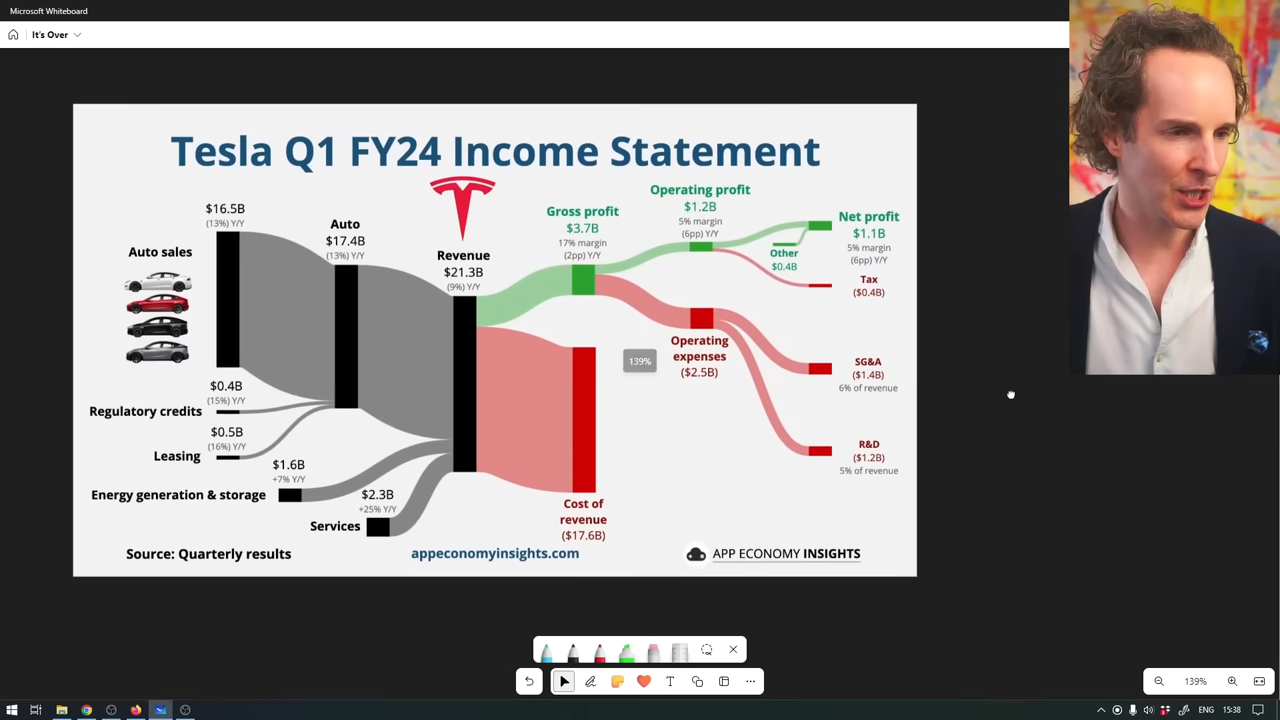 Microsoft Whiteboard
It's Over
Tesla Q1 FY24 Income Statement
$16.5B
(13%) Y/Y
Auto sales
Auto
$17.4B
(13%) Y/Y
Revenue
$21.3B
(9%) Y/Y
Gross profit
$3.7B
17% margin
(2pp) Y/Y
Operating profit
$1.2B
5% margin
(6pp) Y/Y
Other
$0.4B
Net profit
$1.1B
5% margin
(6pp) Y/Y
Tax
($0.4B)
139%
Operating
expenses
($2.5B)
SG&A
($1.4B)
6% of revenue
R&D
($1.2B)
5% of revenue
$0.4B
(15%) Y/Y
Regulatory credits
$0.5B
(16%) Y/Y
Leasing
$1.6B
+7% Y/Y
Energy generation & storage
$2.3B
+25% Y/Y
Services
Cost of
revenue
($17.6B)
Source: Quarterly results
appeconomyinsights.com
APP ECONOMY INSIGHTS
139%
ENG
15:38